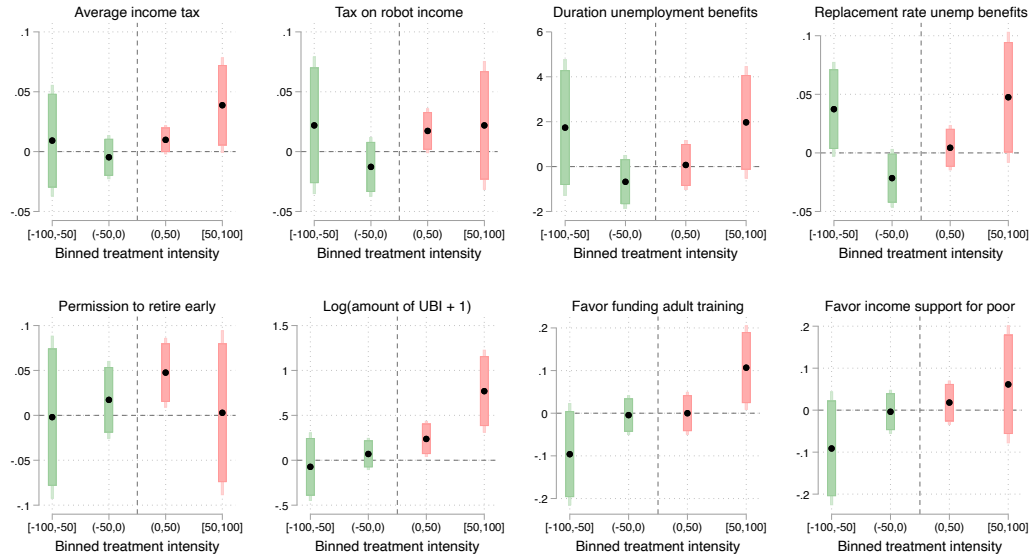 Average income tax
.1
.05
0
-.05
[-100,-50] (-50,0) (0,50) [50,100]
Binned treatment intensity
Tax on robot income
.1
.05
0
-.05
[-100,-50] (-50,0) (0,50) [50,100]
Binned treatment intensity
Duration unemployment benefits
6
4
2
0
-2
[-100,-50] (-50,0) (0,50) [50,100]
Binned treatment intensity
Replacement rate unemp benefits
.1
.05
0
-.05
[-100,-50] (-50,0) (0,50) [50,100]
Binned treatment intensity
Permission to retire early
.1
.05
0
-.05
-.1
[-100,-50] (-50,0) (0,50) [50,100]
Binned treatment intensity
Log(amount of UBI + 1)
1.5
1
.5
0
-.5
[-100,-50] (-50,0) (0,50) [50,100]
Binned treatment intensity
Favor funding adult training
.2
.1
0
-.1
-.2
[-100,-50] (-50,0) (0,50) [50,100]
Binned treatment intensity
Favor income support for poor
.2
.1
0
-.1
-.2
[-100,-50] (-50,0) (0,50) [50,100]
Binned treatment intensity